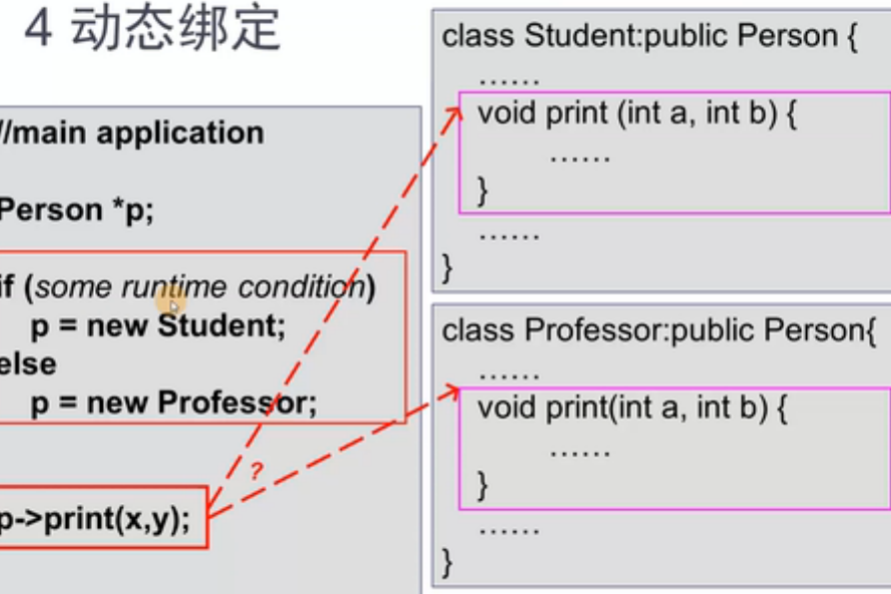 4 动态绑定
//main application
Person *p;
if (some runtime condition)
p = new Student;
else
p = new Professor;
?
p->print(x,y);
class Student:public Person {
......
void print (int a, int b) {
......
}
......
}
class Professor:public Person{
......
void print(int a, int b) {
......
}
......
}